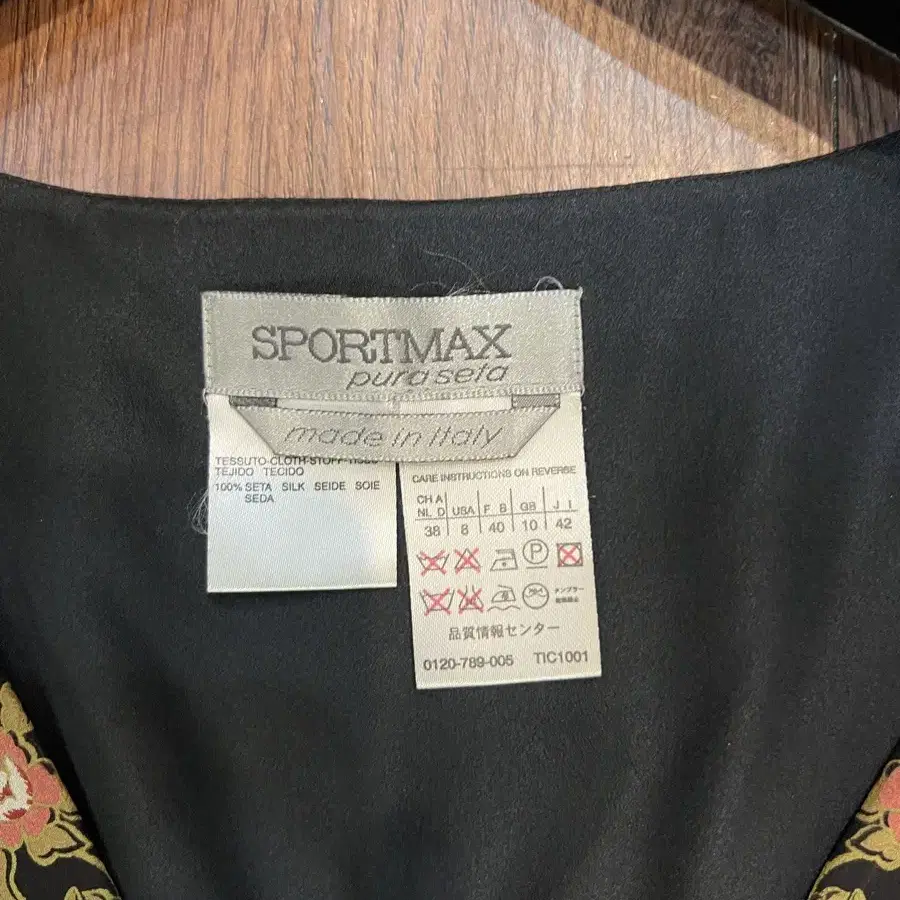 SPORTMAX
pura seta
made in Italy
TESSUTO-CLOTH-STOFF-TISSU
TEJIDO TECIDO
100% SETA SILK SEIDE SOIE
SEDA
CARE INSTRUCTIONS ON REVERSE
CH A
NL D USA F B GB J I
38 8 40 10 42
P
品質情報センター
0120-789-005 TIC1001